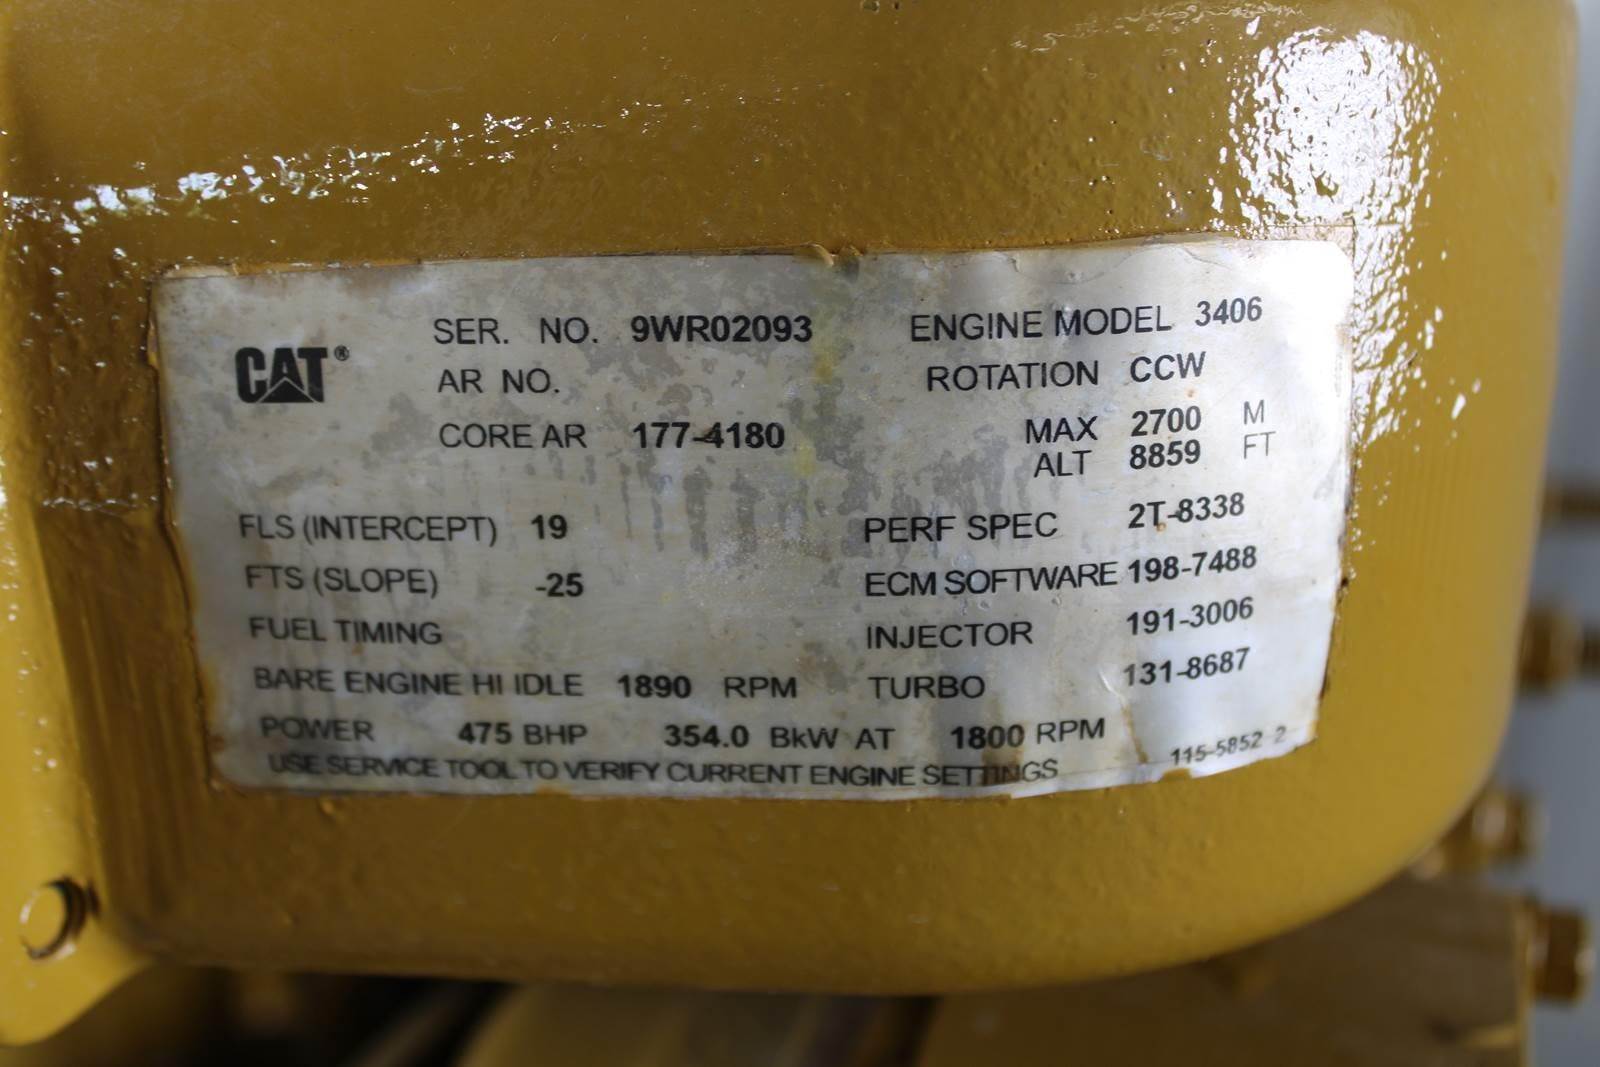 CAT®
SER. NO. 9WR02093 ENGINE MODEL 3406
AR NO. ROTATION CCW
CORE AR 177-4180 MAX 2700 M
ALT 8859 FT
FLS (INTERCEPT) 19 PERF SPEC 2T-8338
FTS (SLOPE) -25 ECM SOFTWARE 198-7488
FUEL TIMING INJECTOR 191-3006
BARE ENGINE HI IDLE 1890 RPM TURBO 131-8687
POWER 475 BHP 354.0 BkW AT 1800 RPM
USE SERVICE TOOL TO VERIFY CURRENT ENGINE SETTINGS 115-5852 2